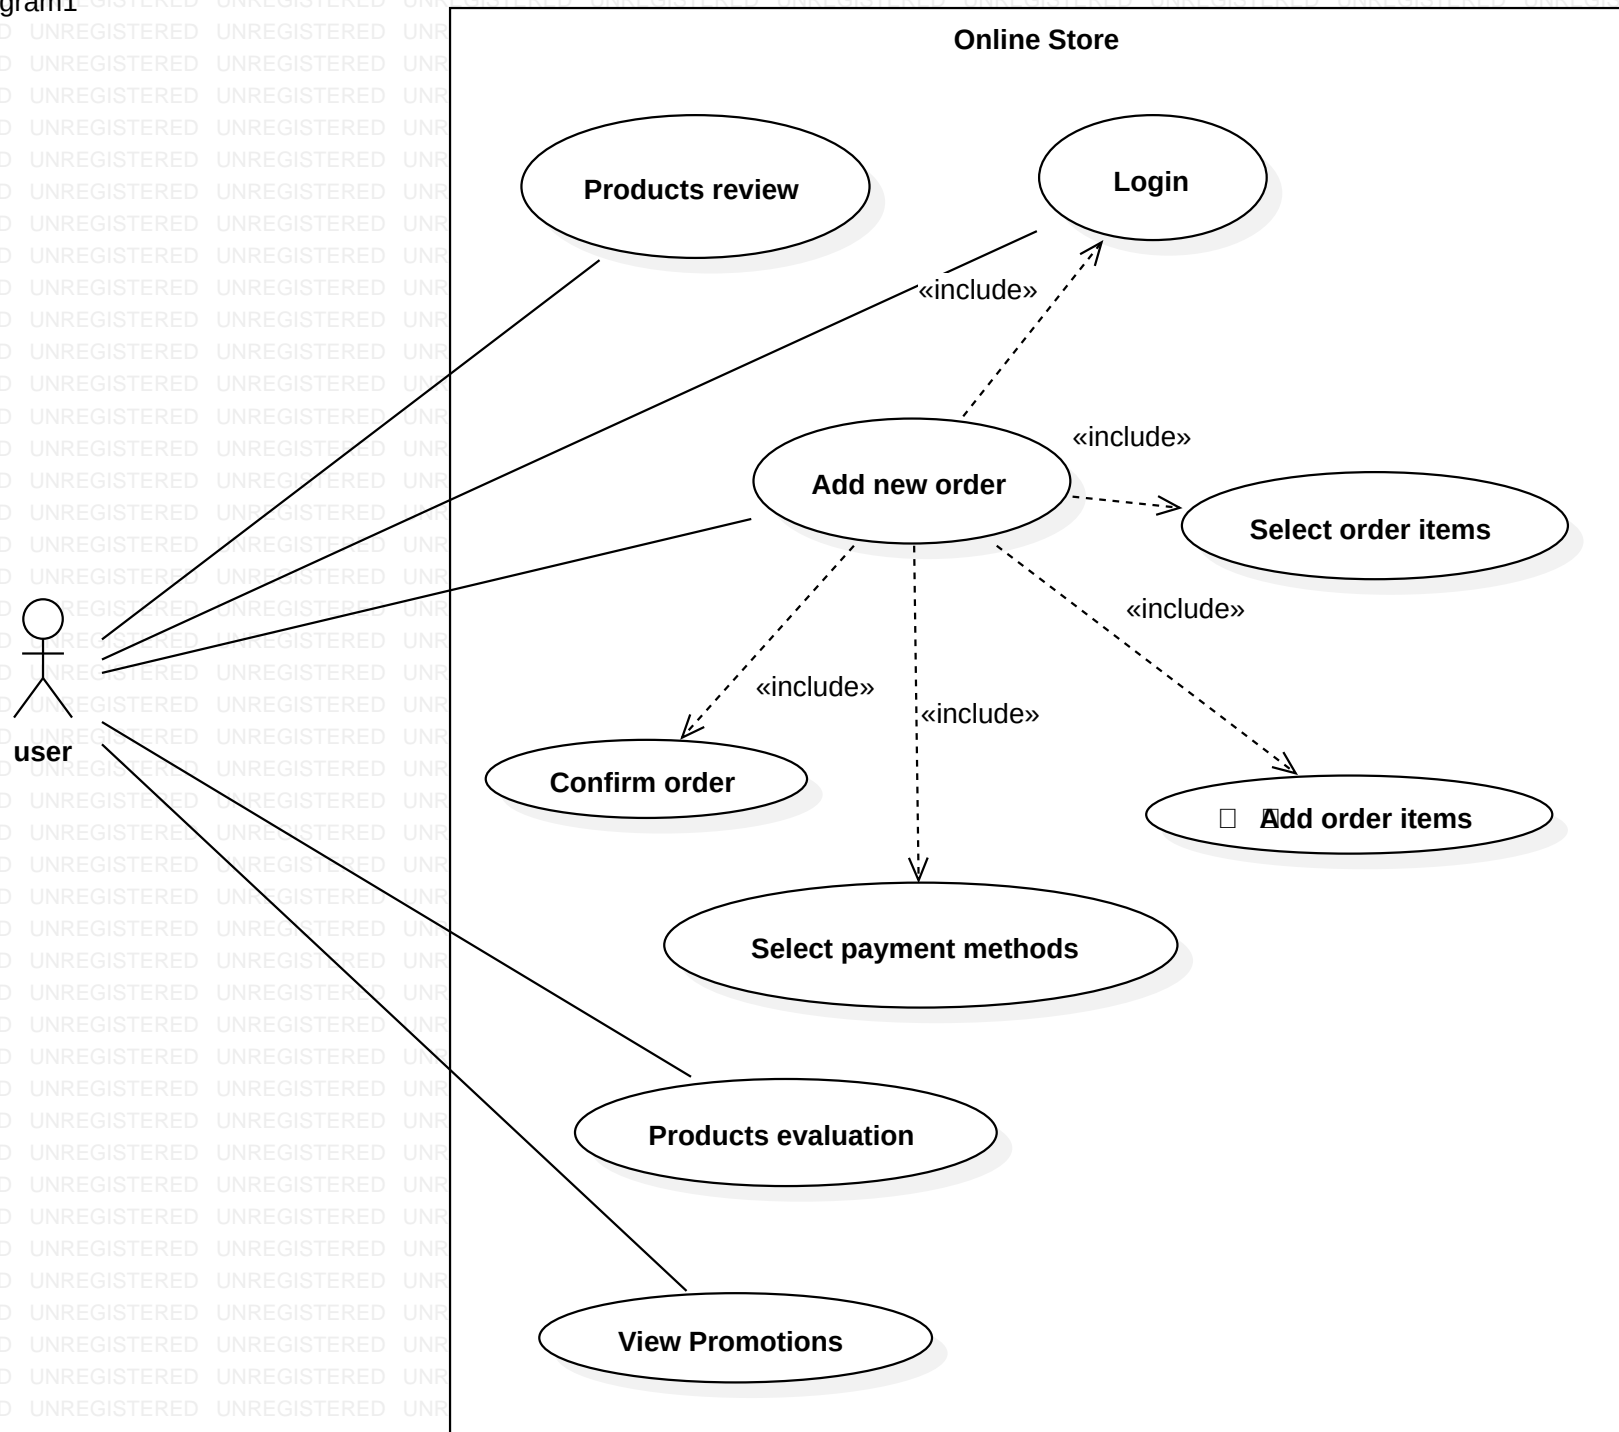 gram1
Online Store
Products review
Login
«include»
«include»
Add new order
Select order items
«include»
«include»
«include»
user
Confirm order
Add order items
Select payment methods
Products evaluation
View Promotions
UNREGISTERED UNREGISTERED UNR